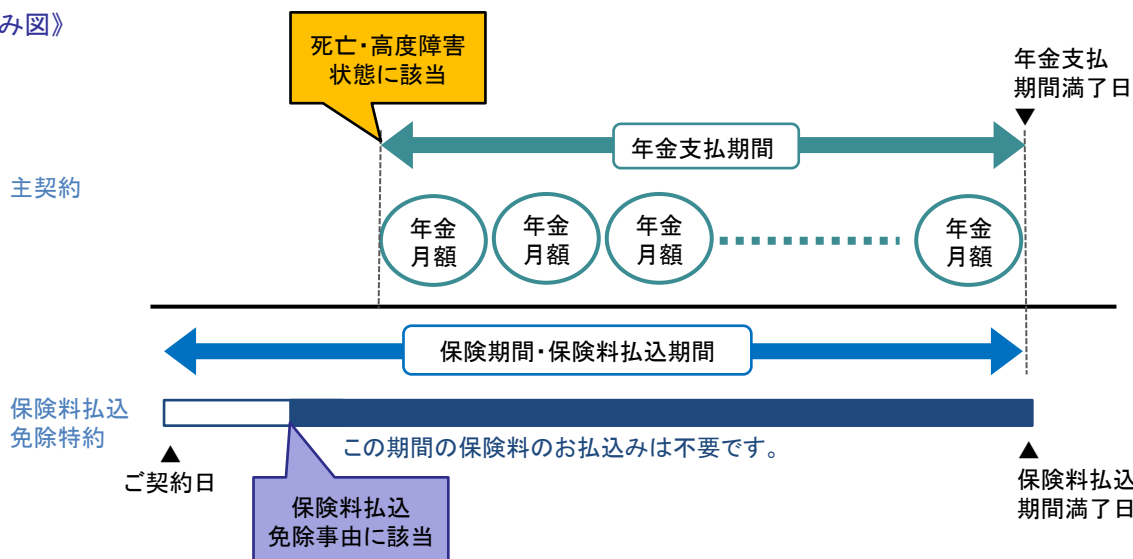 み図》
死亡・高度障害
状態に該当
年金支払
期間満了日
年金支払期間
主契約
年金
月額
年金
月額
年金
月額
年金
月額
保険期間・保険料払込期間
保険料払込
免除特約
この期間の保険料のお払込みは不要です。
ご契約日
保険料払込
免除事由に該当
保険料払込
期間満了日